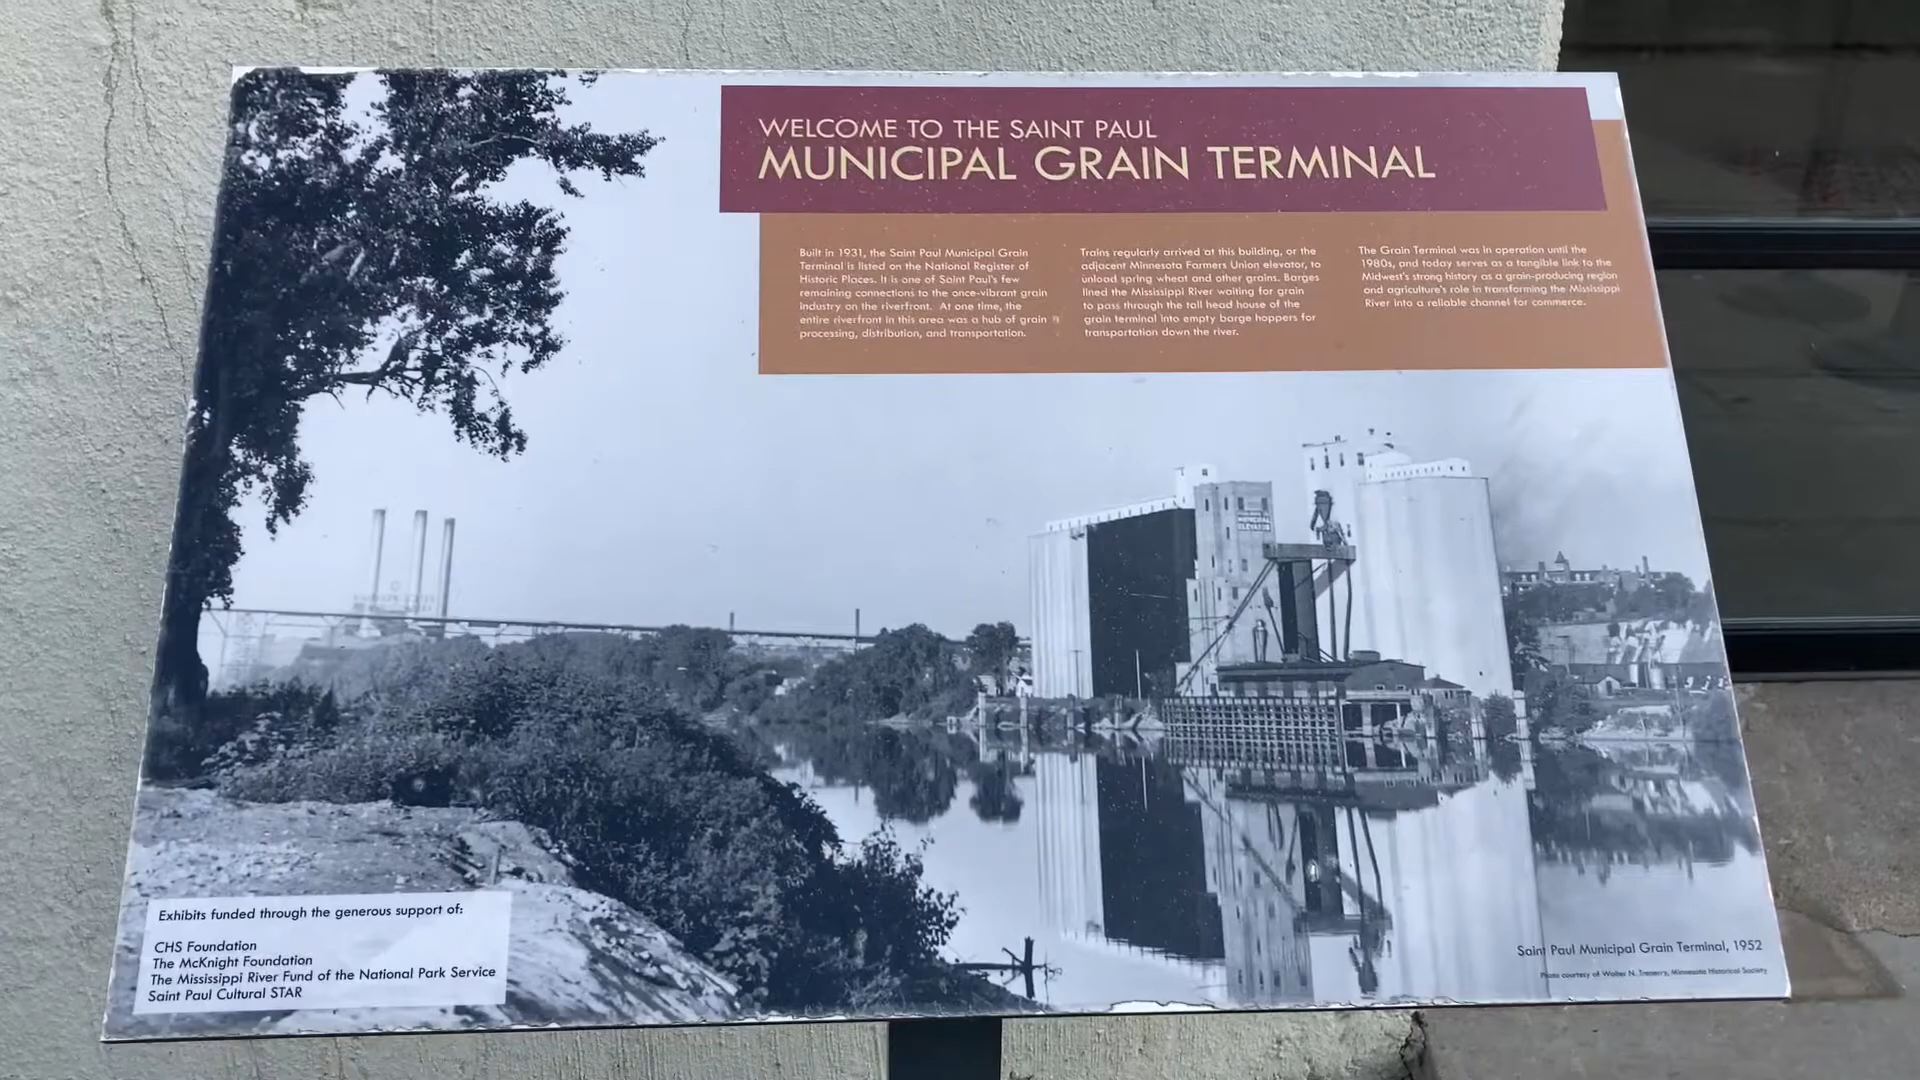 WELCOME TO THE SAINT PAUL
MUNICIPAL GRAIN TERMINAL
Built in 1931, the Saint Paul Municipal Grain
Terminal is listed on the National Register of
Historic Places. It is one of Saint Paul's few
remaining connections to the once-vibrant grain
industry on the riverfront. At one time, the
entire riverfront in this area was a hub of grain
processing, distribution, and transportation.
Trains regularly arrived at this building, or the
adjacent Minnesota Farmers Union elevator, to
unload spring wheat and other grains. Barges
lined the Mississippi River waiting for grain
to pass through the tall head house of the
grain terminal into empty barge hoppers for
transportation down the river.
The Grain Terminal was in operation until the
1980s, and today serves as a tangible link to the
Midwest's strong history as a grain-producing region
and agriculture's role in transforming the Mississippi
River into a reliable channel for commerce.
MUNICIPAL
ELEVATOR
Exhibits funded through the generous support of:
CHS Foundation
The McKnight Foundation
The Mississippi River Fund of the National Park Service
Saint Paul Cultural STAR
Saint Paul Municipal Grain Terminal, 1952
Photo courtesy of Walter N. Minnesota Historical Society